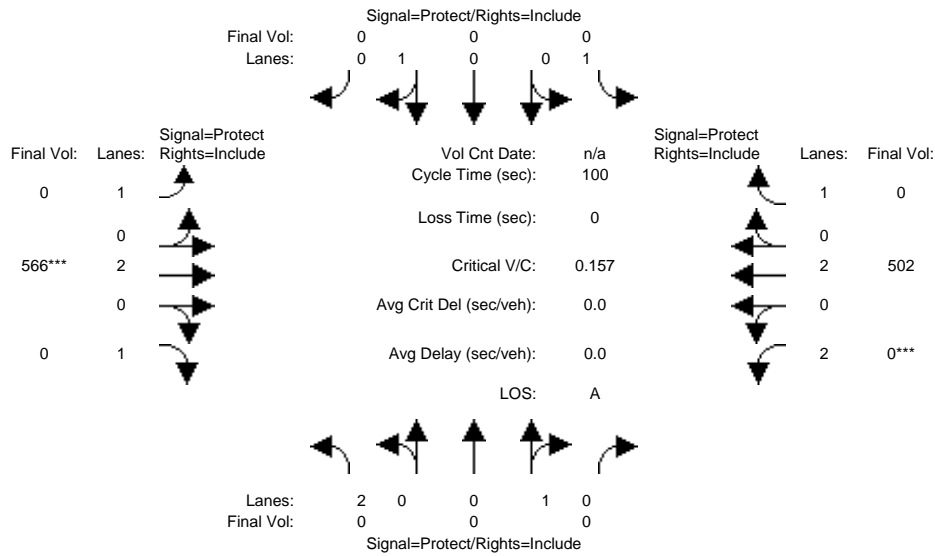 Signal=Protect/Rights=Include
Final Vol: 0 0 0
Lanes: 0 1 0 0 1
Signal=Protect Signal=Protect
Final Vol: Lanes: Rights=Include Vol Cnt Date: n/a Rights=Include Lanes: Final Vol:
Cycle Time (sec): 100
0 1 1 0
Loss Time (sec): 0
0 0
566*** 2 Critical V/C: 0.157 2 502
0 Avg Crit Del (sec/veh): 0.0 0
0 1 Avg Delay (sec/veh): 0.0 2 0***
LOS: A
Lanes: 2 0 0 1 0
Final Vol: 0 0 0
Signal=Protect/Rights=Include